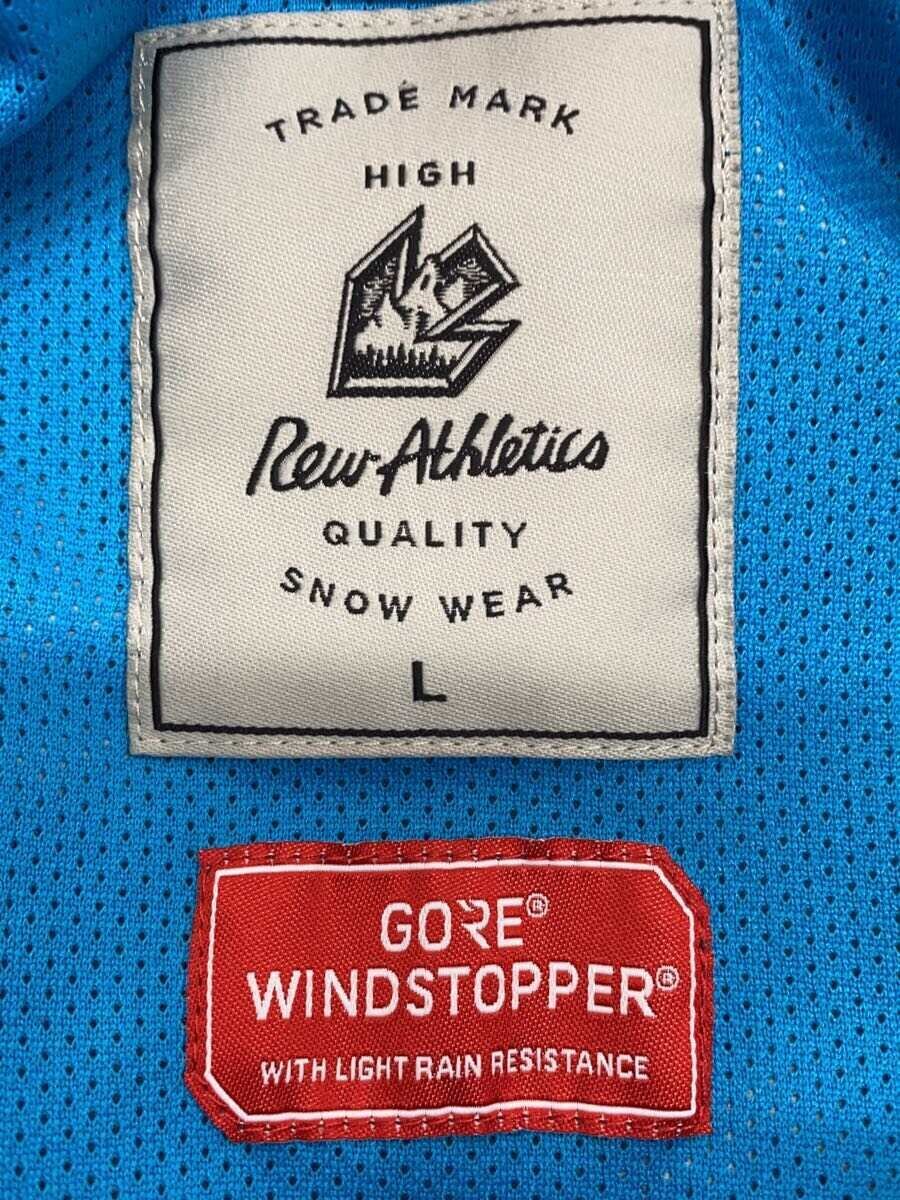 TRADE MARK
HIGH
Rew-Athletics
QUALITY
SNOW WEAR
L
GORE®
WINDSTOPPER®
WITH LIGHT RAIN RESISTANCE